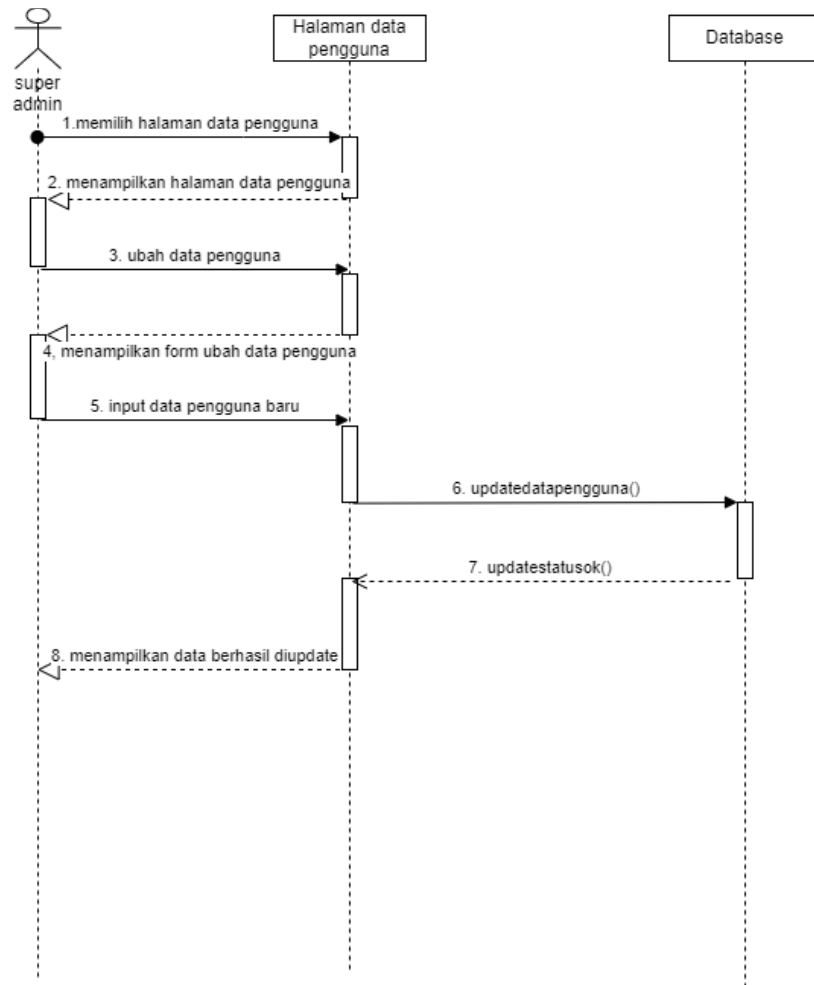 Halaman data
pengguna
Database
super
admin
1.memilih halaman data pengguna
2. menampilkan halaman data pengguna
3. ubah data pengguna
4, menampilkan form ubah data pengguna
5. input data pengguna baru
6. updatedatapengguna()
7. updatestatusok()
8. menampilkan data berhasil diupdate